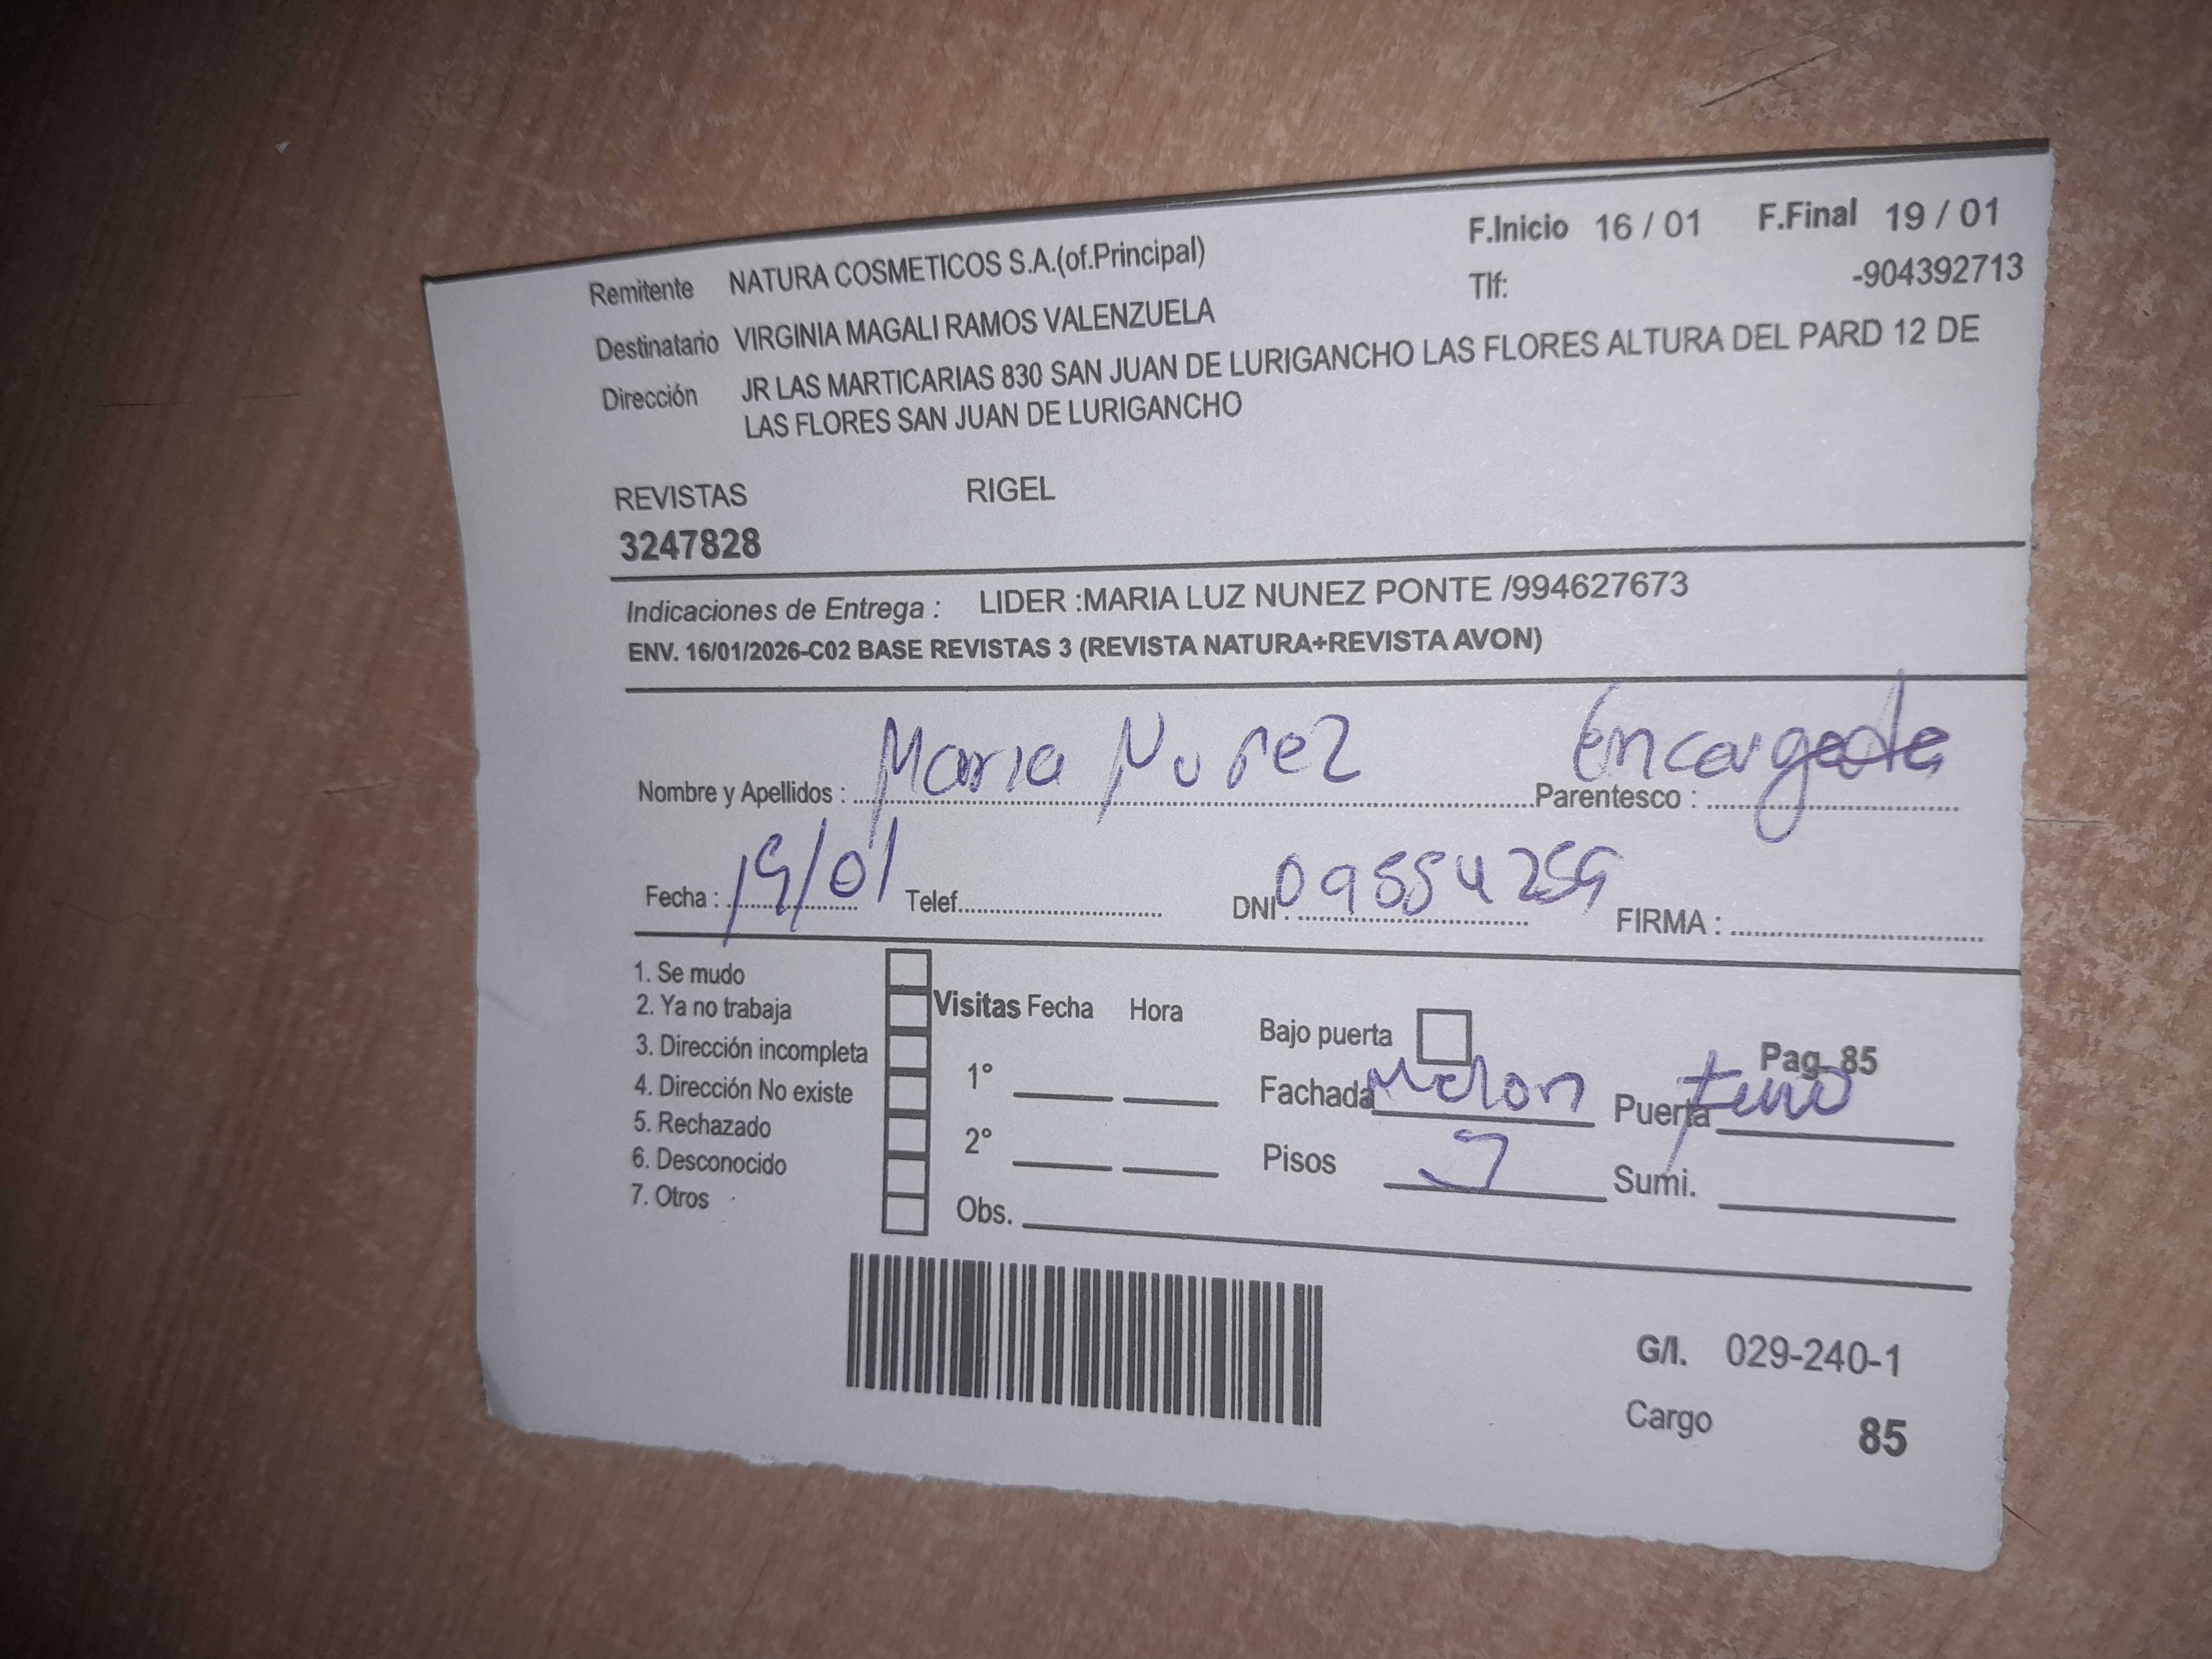 F.Inicio 16 / 01 F.Final 19 / 01
Remitente NATURA COSMETICOS S.A.(of.Principal)
Tlf: -904392713
Destinatario VIRGINIA MAGALI RAMOS VALENZUELA
Dirección JR LAS MARTICARIAS 830 SAN JUAN DE LURIGANCHO LAS FLORES ALTURA DEL PARD 12 DE
LAS FLORES SAN JUAN DE LURIGANCHO
REVISTAS RIGEL
3247828
Indicaciones de Entrega : LIDER :MARIA LUZ NUNEZ PONTE /994627673
ENV. 16/01/2026-C02 BASE REVISTAS 3 (REVISTA NATURA+REVISTA AVON)
Nombre y Apellidos : Maria Nuñez Parentesco : Encargada
Fecha : 19/01 Telef. DNI : FIRMA :
1. Se mudo
2. Ya no trabaja
3. Dirección incompleta
4. Dirección No existe
5. Rechazado
6. Desconocido
7. Otros
Visitas Fecha Hora
1°
2°
Obs.
Bajo puerta Pag. 85
Fachada Melon Puerta
Pisos Sumi.
G/I. 029-240-1
Cargo 85